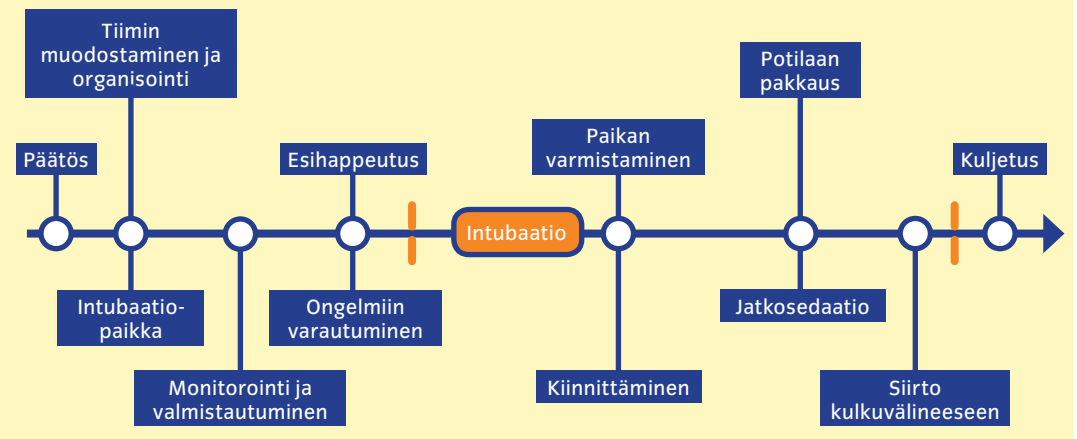 Tiimin
muodostaminen ja
organisointi
Päätös
Intubaatio-
paikka
Monitorointi ja
valmistautuminen
Esihappeutus
Ongelmiin
varautuminen
Intubaatio
Paikan
varmistaminen
Kiinnittäminen
Potilaan
pakkaus
Jatkosedaatio
Siirto
kulkuvälineeseen
Kuljetus